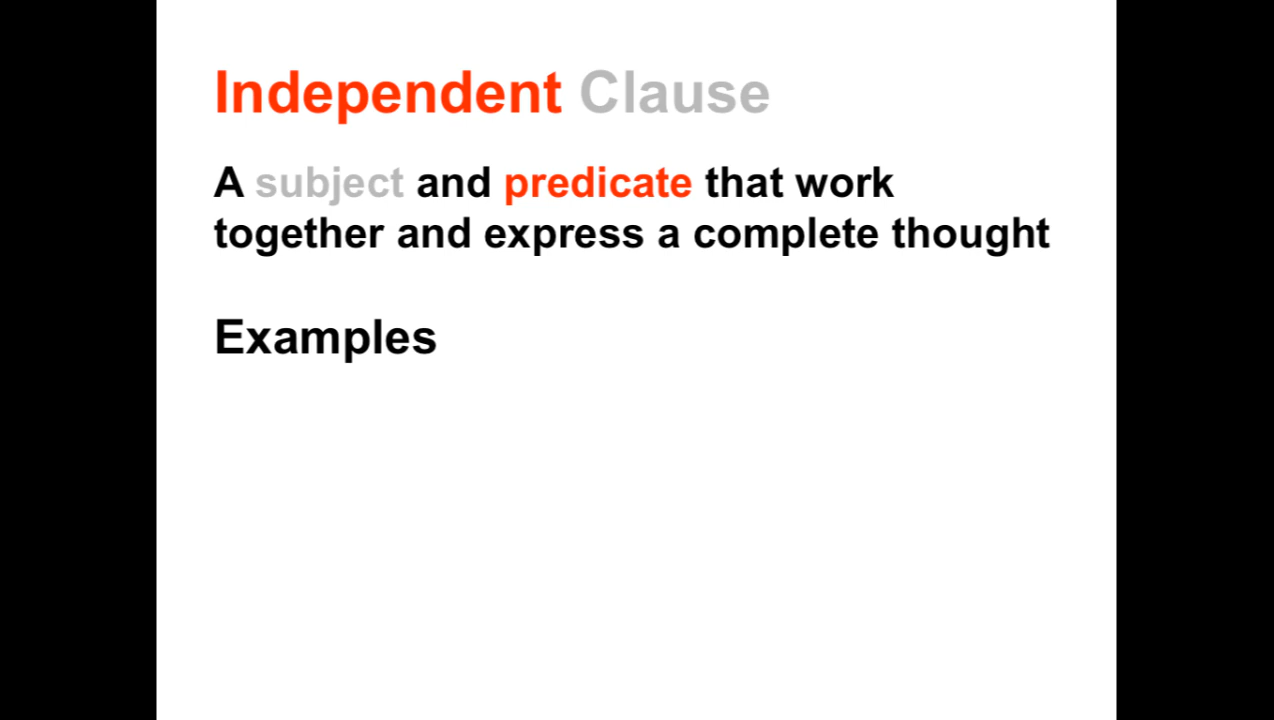 Independent Clause
A subject and predicate that work
together and express a complete thought
Examples